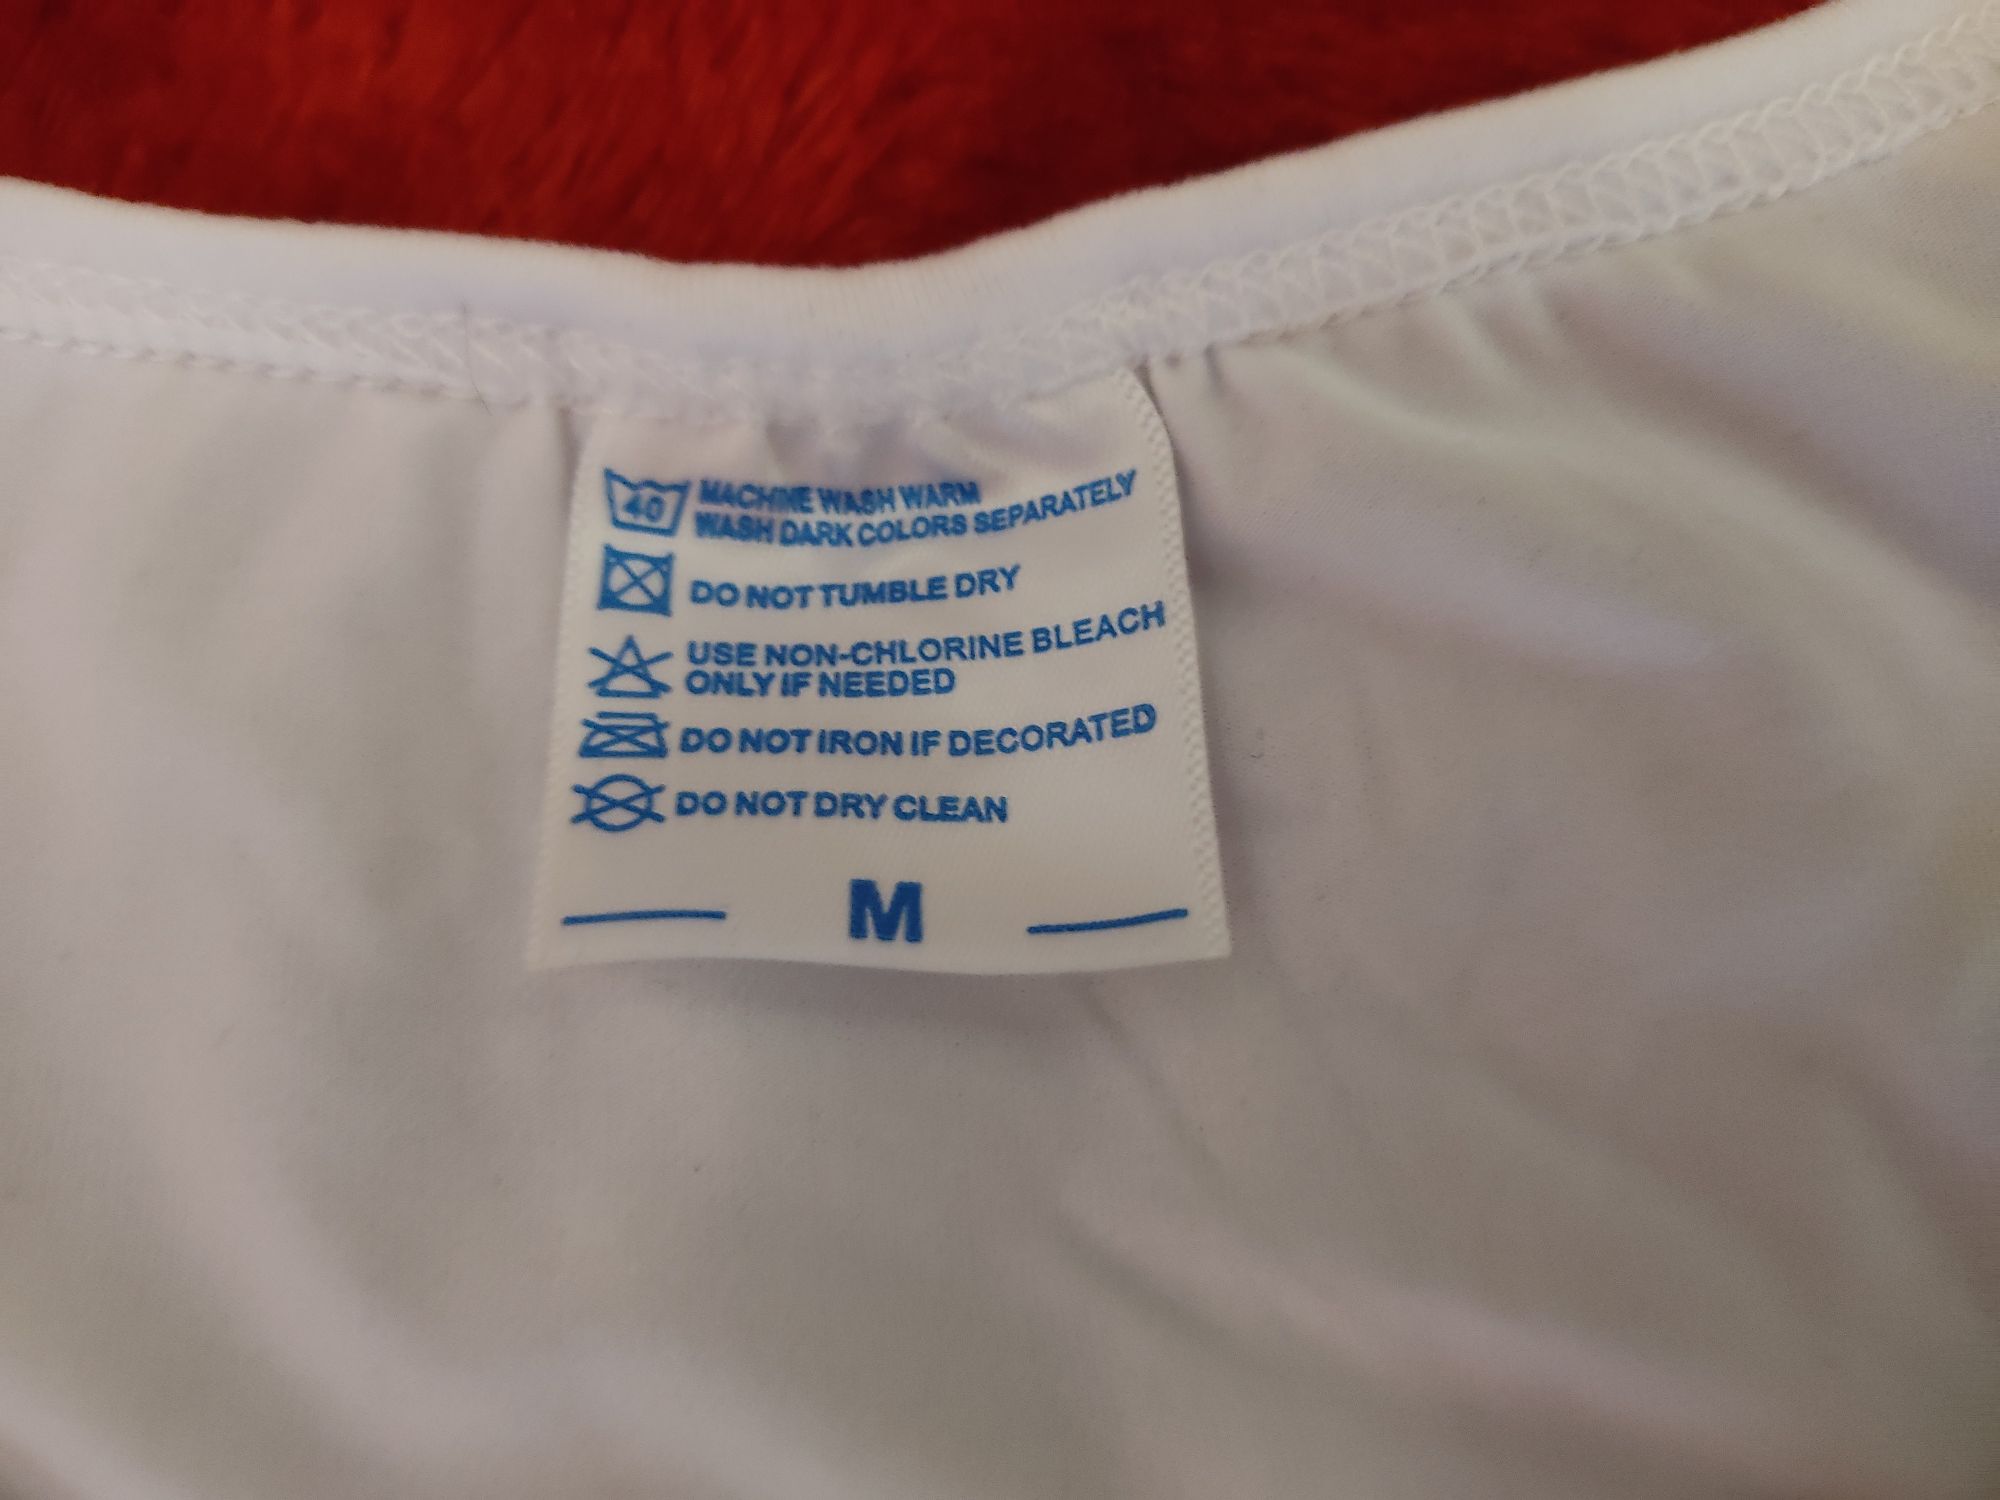 40 MACHINE WASH WARM
WASH DARK COLORS SEPARATELY
DO NOT TUMBLE DRY
USE NON-CHLORINE BLEACH
ONLY IF NEEDED
DO NOT IRON IF DECORATED
DO NOT DRY CLEAN
M